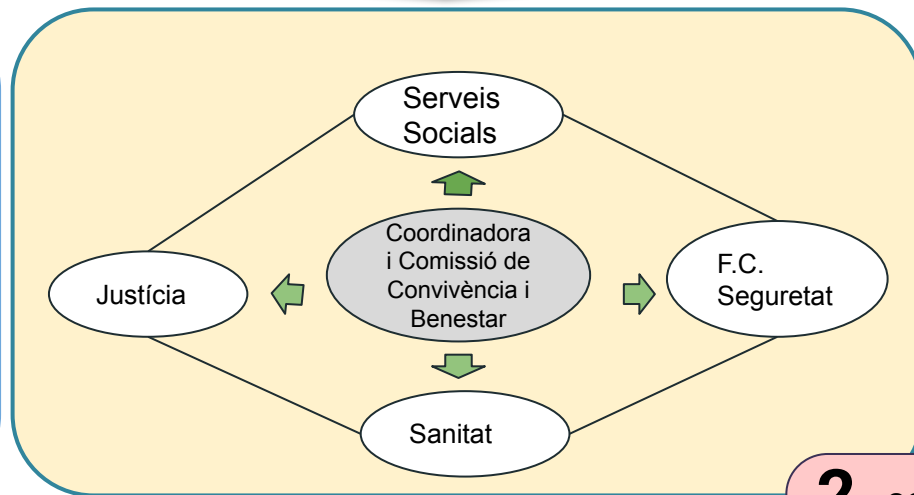 Serveis
Socials
Coordinadora
i Comissió de
Convivència i
Benestar
Justícia
F.C.
Seguretat
Sanitat
2